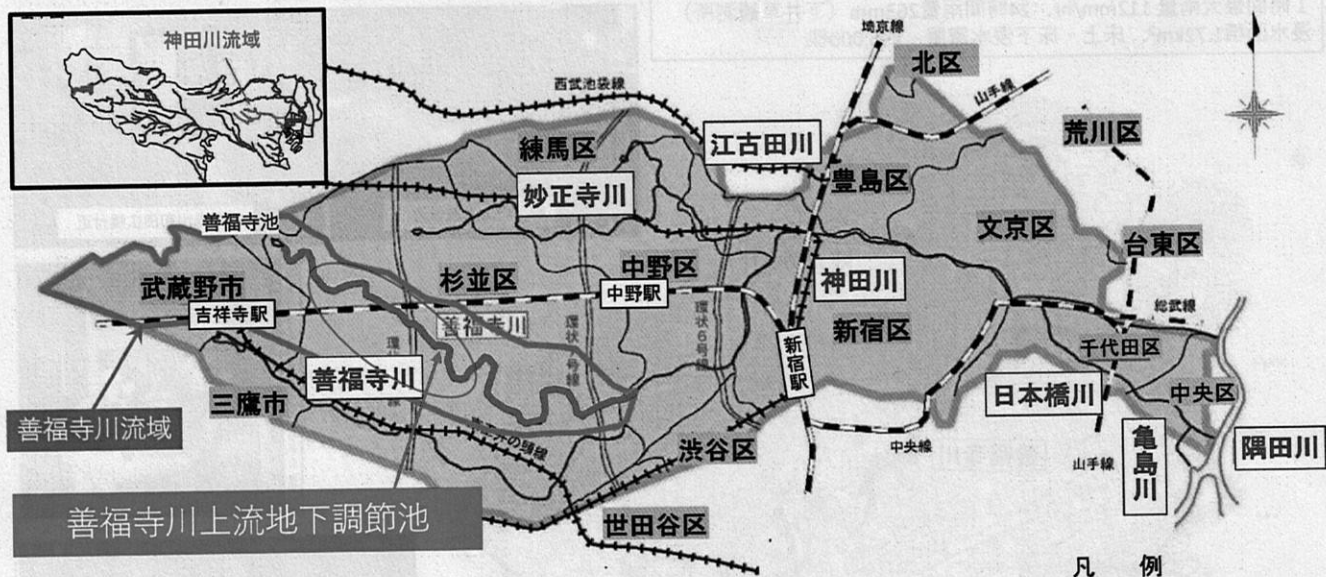 神田川流域
埼京線
北区
西武池袋線
山手線
荒川区
練馬区
江古田川
豊島区
妙正寺川
善福寺池
文京区
台東区
武蔵野市
杉並区
中野区
中野駅
神田川
吉祥寺駅
善福寺川
新宿区
総武線
環状7号線
環状6号線
千代田区
新宿駅
善福寺川
日本橋川
中央区
三鷹市
善福寺川流域
渋谷区
中央線
山手線
亀島川
隅田川
善福寺川上流地下調節池
世田谷区
凡 例